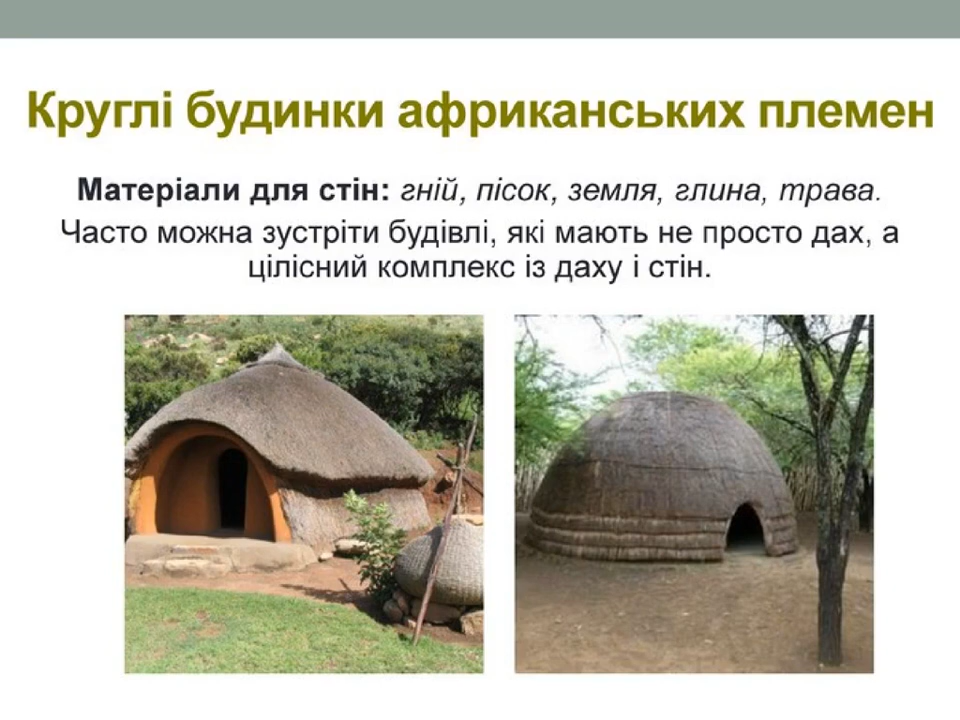 Круглі будинки африканських племен
Матеріали для стін: гній, пісок, земля, глина, трава.
Часто можна зустріти будівлі, які мають не просто дах, а
цілісний комплекс із даху і стін.